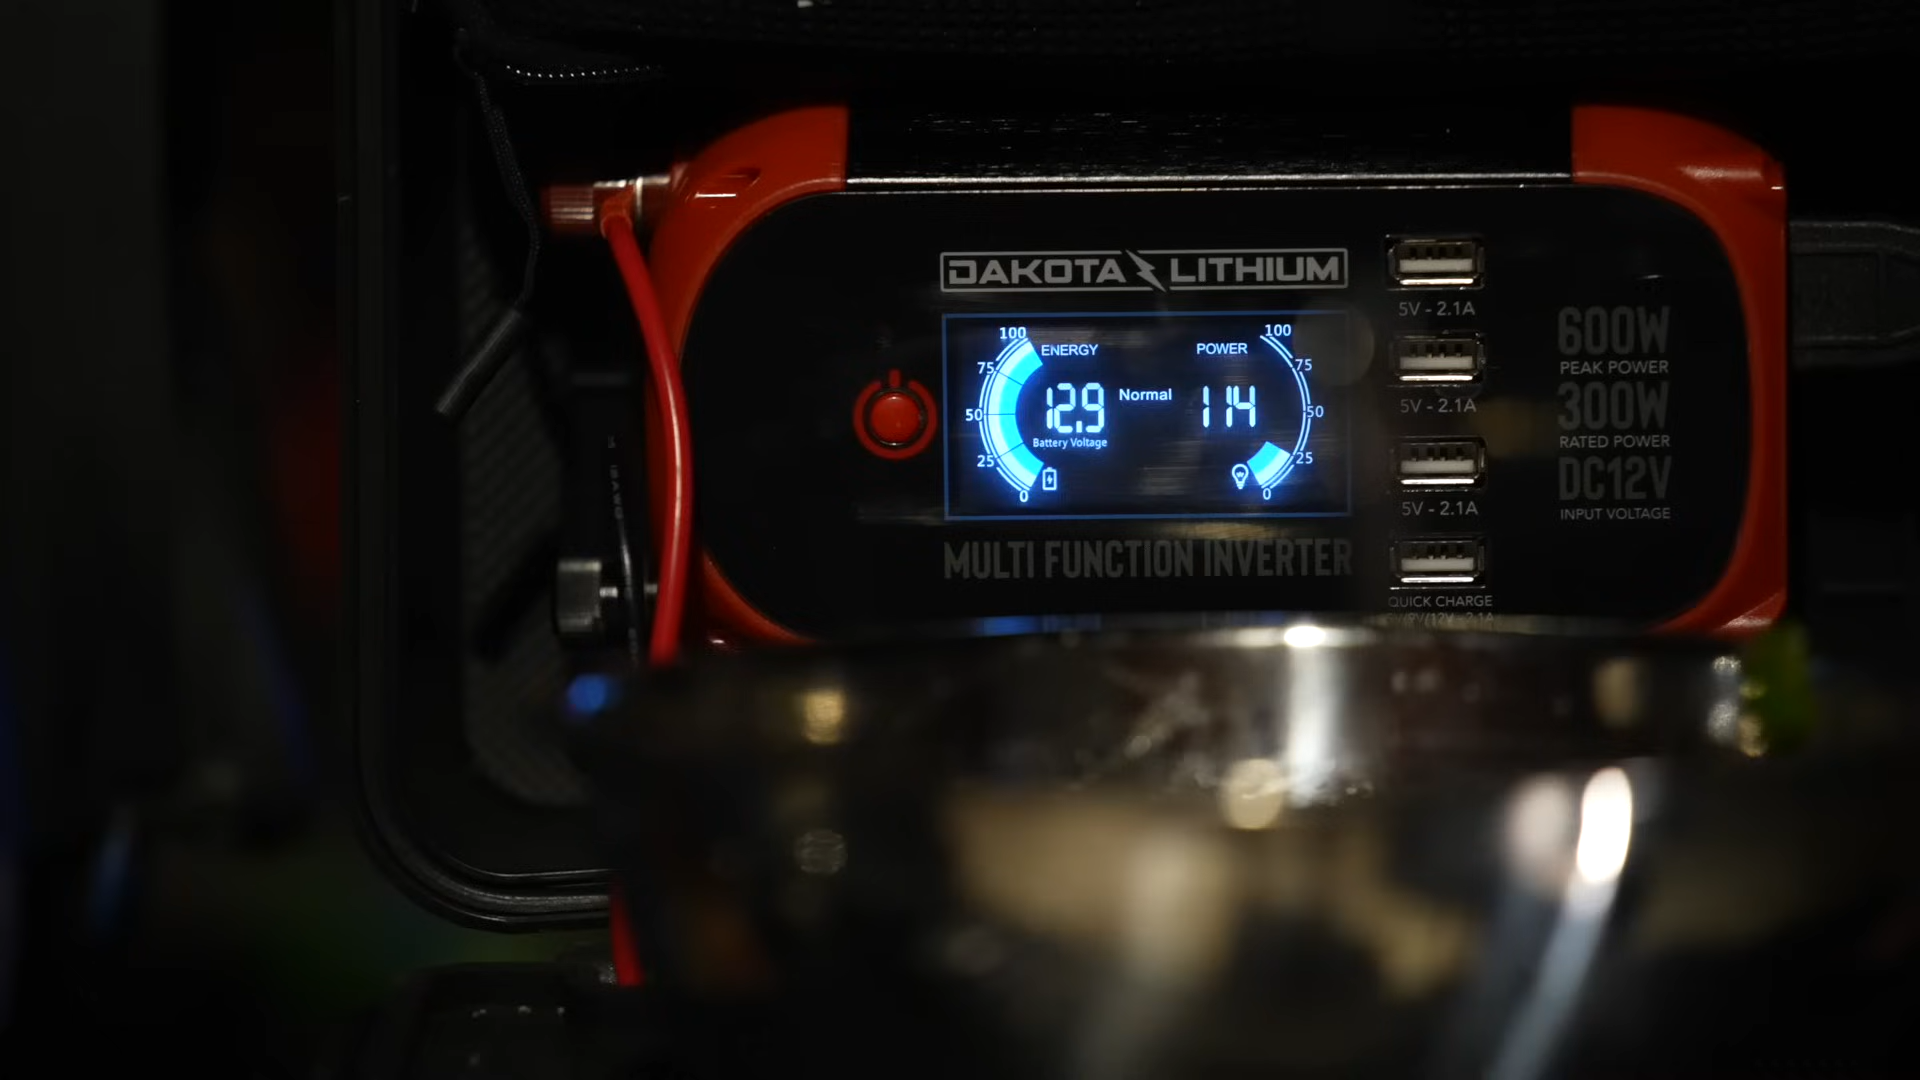 DAKOTA LITHIUM
100
75
50
25
0
ENERGY
12.9
Battery Voltage
Normal
POWER
114
100
75
50
25
0
MULTI FUNCTION INVERTER
5V - 2.1A
5V - 2.1A
5V - 2.1A
QUICK CHARGE
600W
PEAK POWER
300W
RATED POWER
DC12V
INPUT VOLTAGE